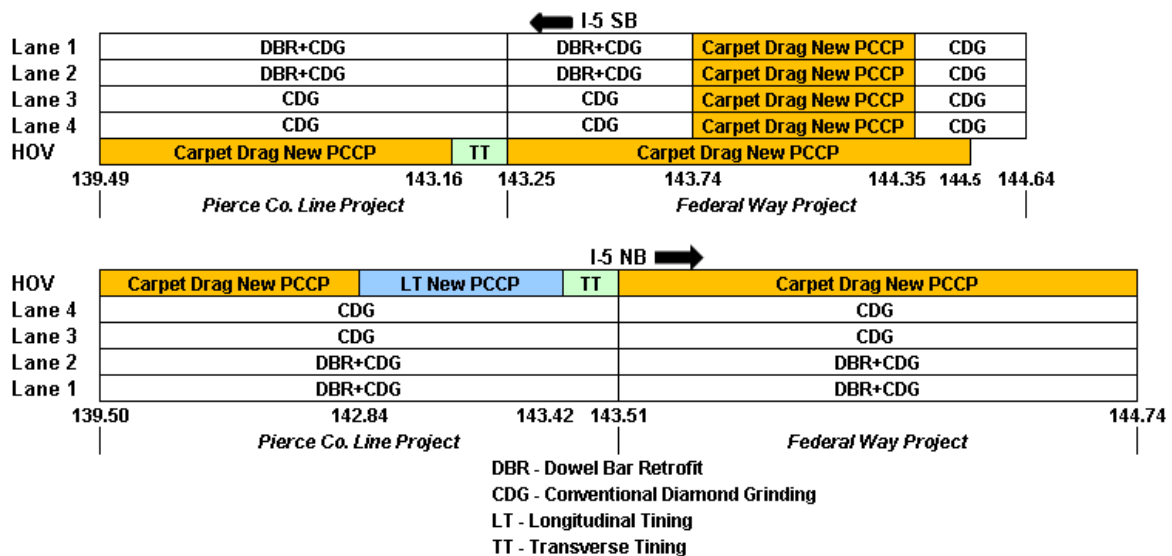 I-5 SB
Lane 1 DBR+CDG DBR+CDG Carpet Drag New PCCP CDG
Lane 2 DBR+CDG DBR+CDG Carpet Drag New PCCP CDG
Lane 3 CDG CDG Carpet Drag New PCCP CDG
Lane 4 CDG CDG Carpet Drag New PCCP CDG
HOV Carpet Drag New PCCP TT Carpet Drag New PCCP
139.49 143.16 143.25 143.74 144.35 144.5 144.64
Pierce Co. Line Project Federal Way Project
I-5 NB
HOV Carpet Drag New PCCP LT New PCCP TT Carpet Drag New PCCP
Lane 4 CDG CDG
Lane 3 CDG CDG
Lane 2 DBR+CDG DBR+CDG
Lane 1 DBR+CDG DBR+CDG
139.50 142.84 143.42 143.51 144.74
Pierce Co. Line Project Federal Way Project
DBR - Dowel Bar Retrofit
CDG - Conventional Diamond Grinding
LT - Longitudinal Tining
TT - Transverse Tining